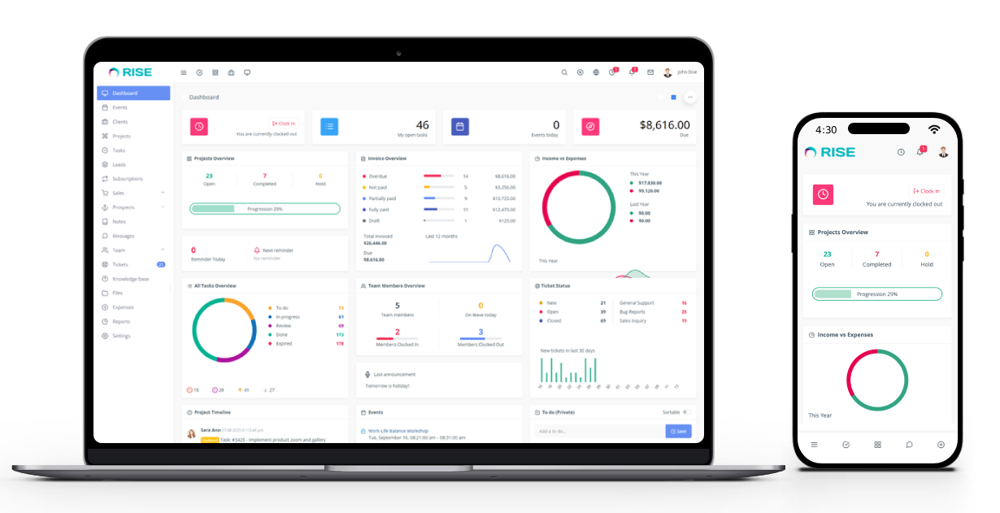 RISE
John Doe
Dashboard
Events
Clients
Projects
Tasks
Leads
Subscriptions
Sales
Prospects
Notes
Messages
Team
Tickets 21
Knowledge base
Files
Expenses
Reports
Settings
Dashboard
Clock In
You are currently clocked out
46
My open tasks
0
Events today
$8,616.00
Due
Projects Overview
23 7 0
Open Completed Hold
Progression 29%
0
Reminder Today
Next reminder
No reminder
Invoice Overview
Overdue 14 $8,616.00
Not paid 5 $3,256.00
Partially paid 9 $10,720.00
Fully paid 11 $12,470.00
Draft 1 $120.00
Total invoiced
$26,446.00
Due
$8,616.00
Last 12 months
Income vs Expenses
This Year
$17,830.00
$9,120.00
Last Year
$0.00
$0.00
This Year
All Tasks Overview
To do
In progress 61
Review 69
Done 173
Expired 178
18 28 41 27
Team Members Overview
5 0
Team members On leave today
2 3
Members Clocked In Members Clocked Out
Last announcement
Tomorrow is holiday!
Ticket Status
New 21
Open 39
Closed 69
General Support 16
Bug Reports 25
Sales Inquiry
New tickets in last 30 days
Project Timeline
Sara Ann
Updated Task: #3425 - Implement product zoom and gallery
Events
Work-Life Balance Workshop
Tue, September 16, 08:21:00 am - 08:31:00 am
To do (Private)
Sortable
Add a to do...
Save
4:30
RISE
1
Clock In
You are currently clocked out
Projects Overview
23 7 0
Open Completed Hold
Progression 29%
Income vs Expenses
This Year